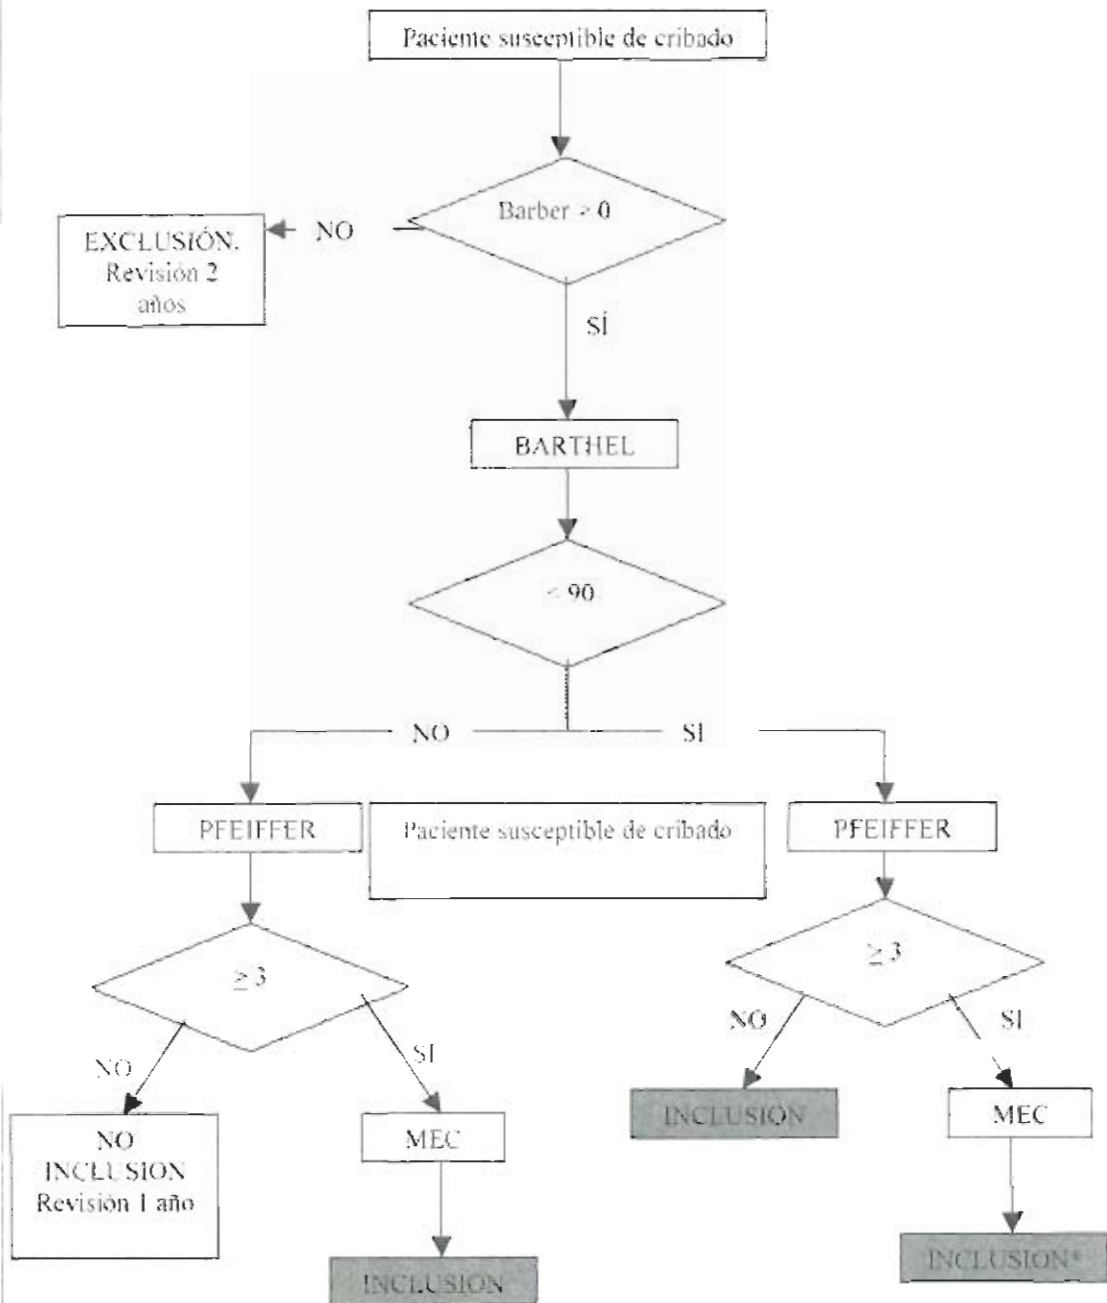 Paciente susceptible de cribado
Barber > 0
NO
EXCLUSIÓN.
Revisión 2
años
SÍ
BARTHEL
< 90
NO
SI
PFEIFFER
Paciente susceptible de cribado
PFEIFFER
≥ 3
≥ 3
NO
SI
NO
SI
NO
INCLUSION
Revisión 1 año
MEC
INCLUSION
MEC
INCLUSION
INCLUSION*